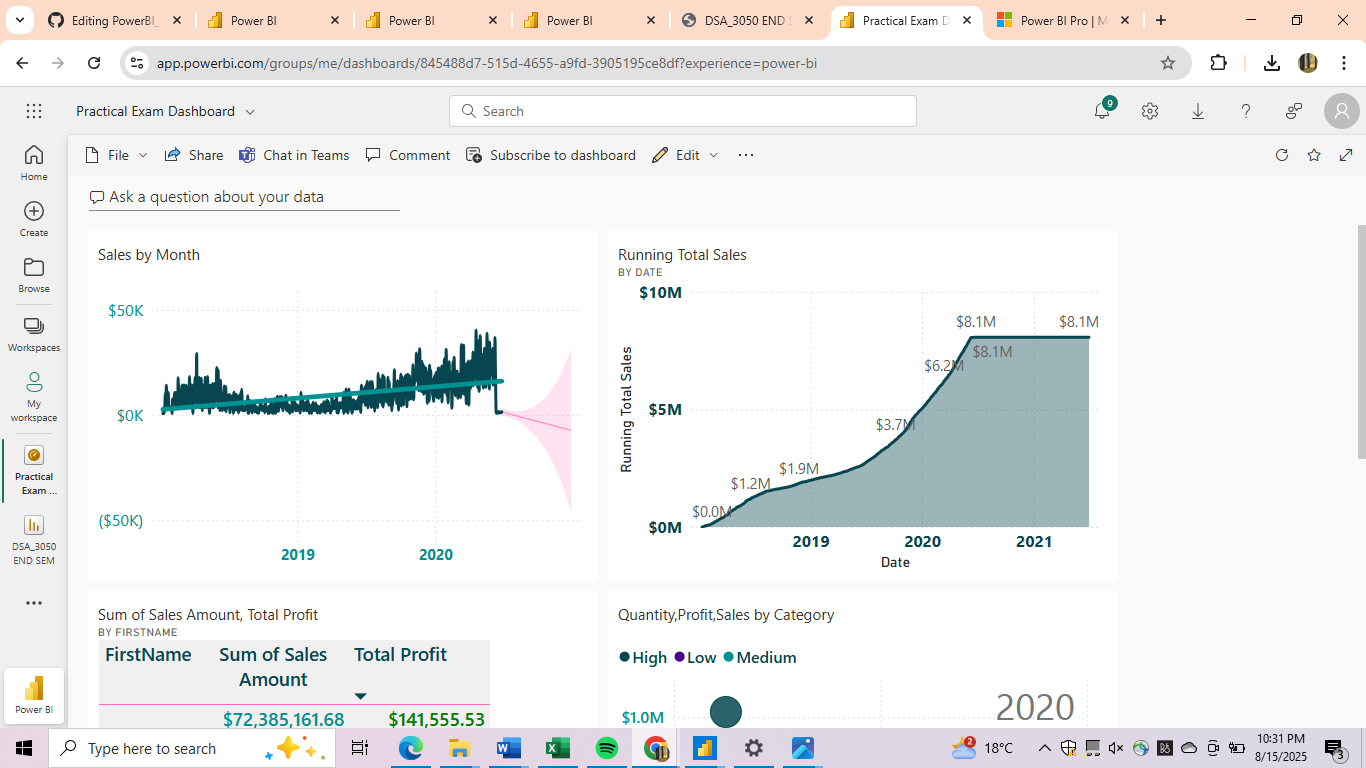 Editing PowerBI_
Power BI
Power BI
Power BI
DSA_3050 END S
Practical Exam D
Power BI Pro | M
app.powerbi.com/groups/me/dashboards/845488d7-515d-4655-a9fd-3905195ce8df?experience=power-bi
Practical Exam Dashboard
Search
9
File
Share
Chat in Teams
Comment
Subscribe to dashboard
Edit
Home
Create
Browse
Workspaces
My
workspace
Practical
Exam ...
DSA_3050
END SEM
Power BI
Ask a question about your data
Sales by Month
$50K
$0K
($50K)
2019
2020
Running Total Sales
BY DATE
Running Total Sales
$10M
$5M
$0M
$0.0M
$1.2M
$1.9M
$3.7M
$6.2M
$8.1M
$8.1M
$8.1M
2019
2020
2021
Date
Sum of Sales Amount, Total Profit
BY FIRSTNAME
FirstName
Sum of Sales
Amount
Total Profit
$72,385,161.68
$141,555.53
Quantity,Profit,Sales by Category
High
Low
Medium
$1.0M
2020
Type here to search
2
18°C
10:31 PM
8/15/2025
3